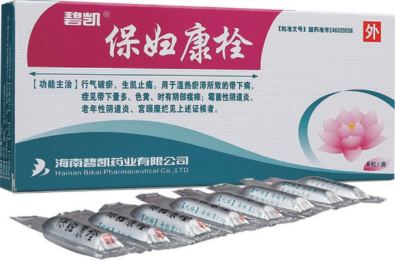 碧凯
保妇康栓
【批准文号】国药准字Z46020058
外
【功能主治】行气破瘀，生肌止痛。用于湿热瘀滞所致的带下病，
症见带下量多、色黄、时有阴部瘙痒；霉菌性阴道炎、
老年性阴道炎、宫颈糜烂见上述证候者。
海南碧凯药业有限公司
Hainan Bikai Pharmaceutical Co.,Ltd.
8粒/盒